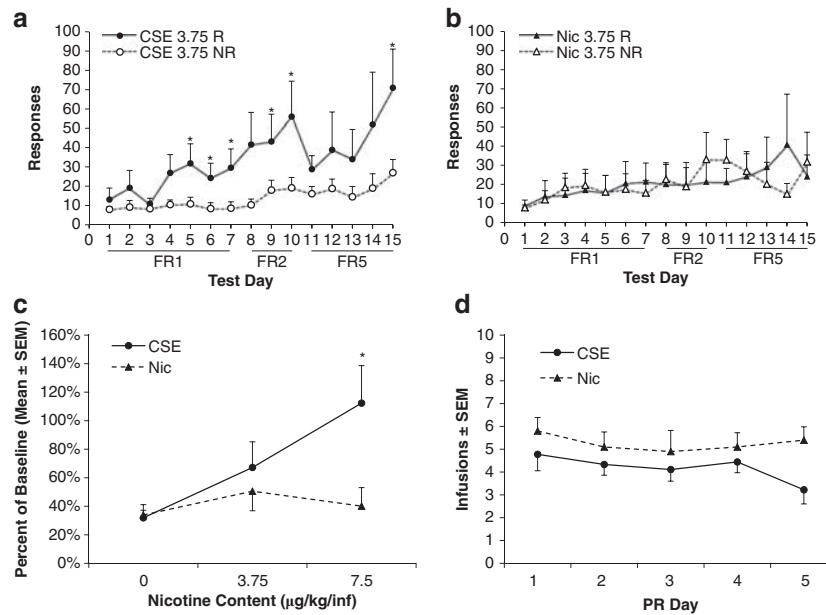 a
CSE 3.75 R
CSE 3.75 NR
Responses
100
90
80
70
60
50
40
30
20
10
0
* * * * * *
0 1 2 3 4 5 6 7 8 9 10 11 12 13 14 15
FR1 FR2 FR5
Test Day
b
Nic 3.75 R
Nic 3.75 NR
Responses
100
90
80
70
60
50
40
30
20
10
0
0 1 2 3 4 5 6 7 8 9 10 11 12 13 14 15
FR1 FR2 FR5
Test Day
c
CSE
Nic
Percent of Baseline (Mean ± SEM)
160%
140%
120%
100%
80%
60%
40%
20%
0%
*
0 3.75 7.5
Nicotine Content (µg/kg/inf)
d
CSE
Nic
Infusions ± SEM
10
9
8
7
6
5
4
3
2
1
0
1 2 3 4 5
PR Day